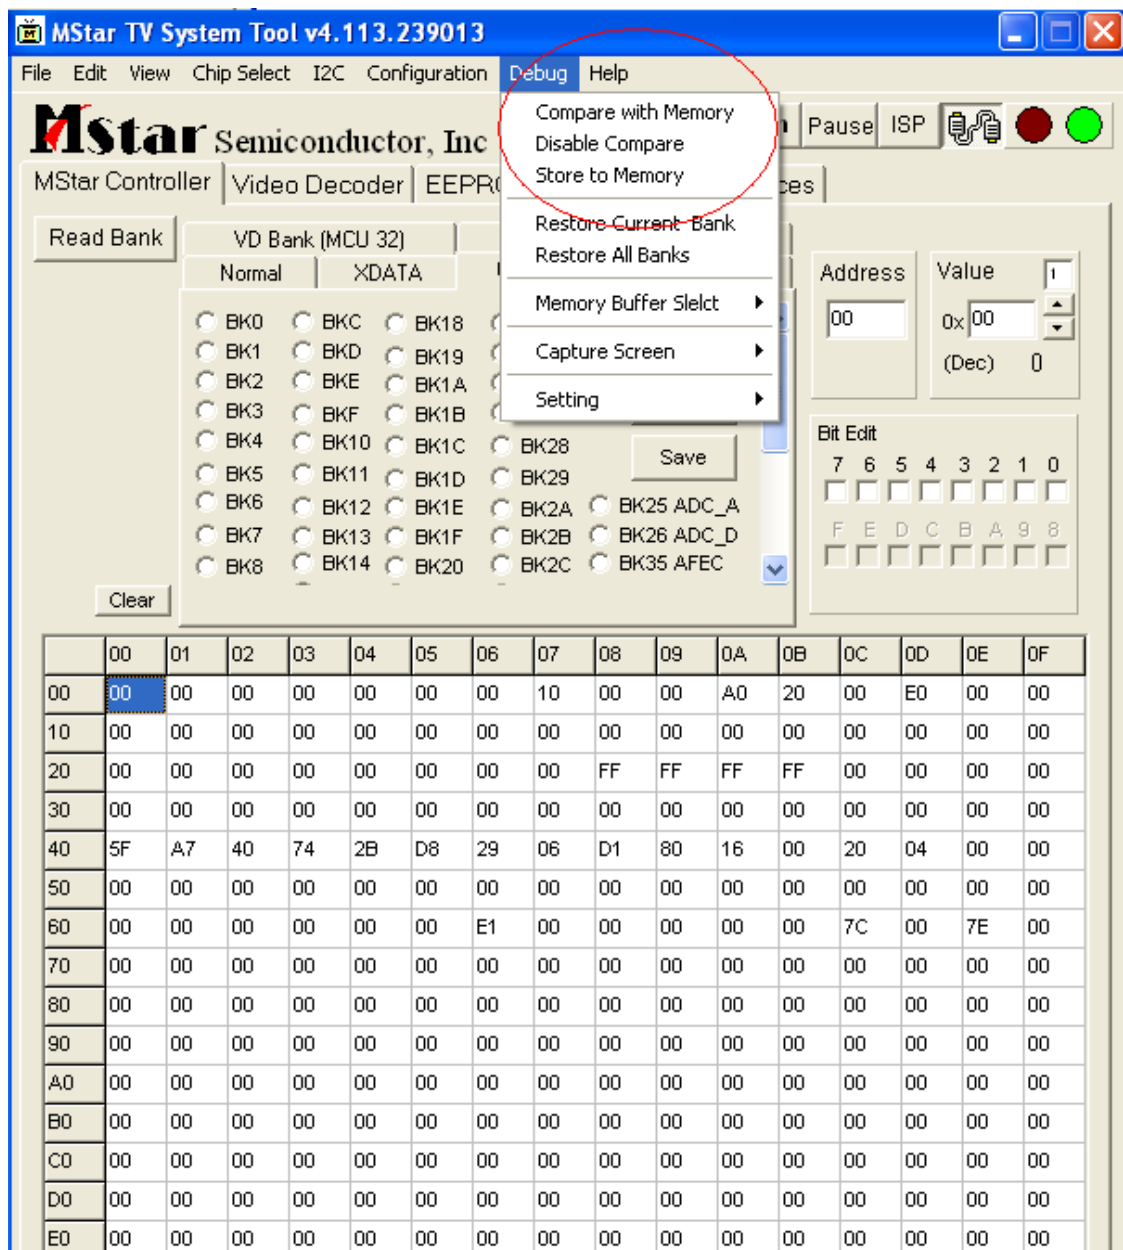 MStar TV System Tool v4.113.239013
File Edit View Chip Select I2C Configuration Debug Help
MStar Semiconductor, Inc
Pause ISP
Compare with Memory
Disable Compare
Store to Memory
Restore Current Bank
Restore All Banks
Memory Buffer Slelct
Capture Screen
Setting
MStar Controller Video Decoder
Read Bank
VD Bank (MCU 32)
Normal XDATA
BK0 BKC BK18
BK1 BKD BK19
BK2 BKE BK1A
BK3 BKF BK1B
BK4 BK10 BK1C BK28
BK5 BK11 BK1D BK29
BK6 BK12 BK1E BK2A BK25 ADC_A
BK7 BK13 BK1F BK2B BK26 ADC_D
BK8 BK14 BK20 BK2C BK35 AFEC
Save
Clear
Address Value 1
00 0x 00
(Dec) 0
Bit Edit
7 6 5 4 3 2 1 0
F E D C B A 9 8
00 01 02 03 04 05 06 07 08 09 0A 0B 0C 0D 0E 0F
00 00 00 00 00 00 00 00 10 00 00 A0 20 00 E0 00 00
10 00 00 00 00 00 00 00 00 00 00 00 00 00 00 00 00
20 00 00 00 00 00 00 00 00 FF FF FF FF 00 00 00 00
30 00 00 00 00 00 00 00 00 00 00 00 00 00 00 00 00
40 5F A7 40 74 2B D8 29 06 D1 80 16 00 20 04 00 00
50 00 00 00 00 00 00 00 00 00 00 00 00 00 00 00 00
60 00 00 00 00 00 00 E1 00 00 00 00 00 7C 00 7E 00
70 00 00 00 00 00 00 00 00 00 00 00 00 00 00 00 00
80 00 00 00 00 00 00 00 00 00 00 00 00 00 00 00 00
90 00 00 00 00 00 00 00 00 00 00 00 00 00 00 00 00
A0 00 00 00 00 00 00 00 00 00 00 00 00 00 00 00 00
B0 00 00 00 00 00 00 00 00 00 00 00 00 00 00 00 00
C0 00 00 00 00 00 00 00 00 00 00 00 00 00 00 00 00
D0 00 00 00 00 00 00 00 00 00 00 00 00 00 00 00 00
E0 00 00 00 00 00 00 00 00 00 00 00 00 00 00 00 00